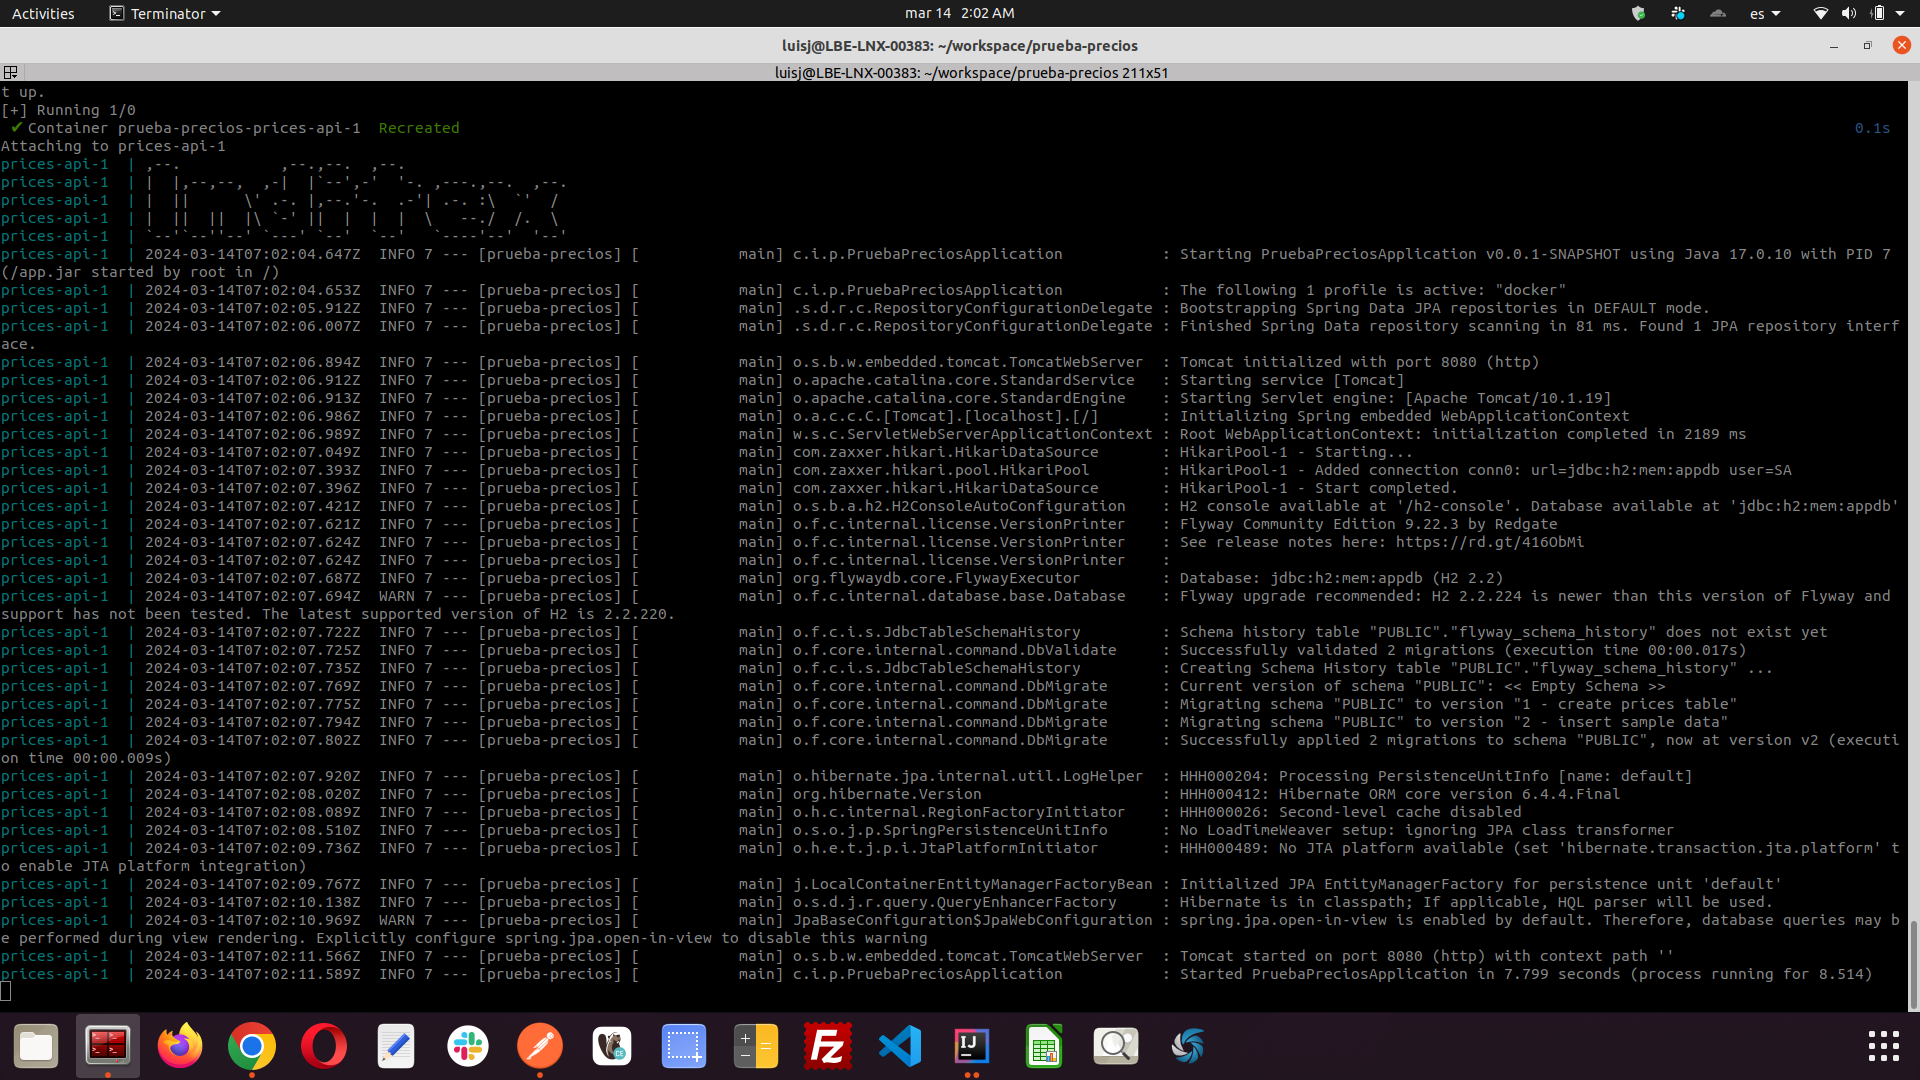 Activities
Terminator
mar 14 2:02 AM
es
luisj@LBE-LNX-00383: ~/workspace/prueba-precios
luisj@LBE-LNX-00383: ~/workspace/prueba-precios 211x51
t up.
[+] Running 1/0
✔ Container prueba-precios-prices-api-1  Recreated 0.1s
Attaching to prices-api-1
prices-api-1  | ,--.           ,--.,--.  ,--.
prices-api-1  | |  |,--,--,  ,-|  |`--',-'  '-. ,---.,--.  ,--.
prices-api-1  | |  ||      \' .-. |,--.'-.  .-'| .-. :\  `'  /
prices-api-1  | |  ||  ||  |\ `-' ||  |  |  |  \   --./  /.  \
prices-api-1  | `--'`--''--' `---' `--'  `--'   `----'--'  '--'
prices-api-1  | 2024-03-14T07:02:04.647Z  INFO 7 --- [prueba-precios] [           main] c.i.p.PruebaPreciosApplication           : Starting PruebaPreciosApplication v0.0.1-SNAPSHOT using Java 17.0.10 with PID 7
(/app.jar started by root in /)
prices-api-1  | 2024-03-14T07:02:04.653Z  INFO 7 --- [prueba-precios] [           main] c.i.p.PruebaPreciosApplication           : The following 1 profile is active: "docker"
prices-api-1  | 2024-03-14T07:02:05.912Z  INFO 7 --- [prueba-precios] [           main] .s.d.r.c.RepositoryConfigurationDelegate : Bootstrapping Spring Data JPA repositories in DEFAULT mode.
prices-api-1  | 2024-03-14T07:02:06.007Z  INFO 7 --- [prueba-precios] [           main] .s.d.r.c.RepositoryConfigurationDelegate : Finished Spring Data repository scanning in 81 ms. Found 1 JPA repository interf
ace.
prices-api-1  | 2024-03-14T07:02:06.894Z  INFO 7 --- [prueba-precios] [           main] o.s.b.w.embedded.tomcat.TomcatWebServer  : Tomcat initialized with port 8080 (http)
prices-api-1  | 2024-03-14T07:02:06.912Z  INFO 7 --- [prueba-precios] [           main] o.apache.catalina.core.StandardService   : Starting service [Tomcat]
prices-api-1  | 2024-03-14T07:02:06.913Z  INFO 7 --- [prueba-precios] [           main] o.apache.catalina.core.StandardEngine    : Starting Servlet engine: [Apache Tomcat/10.1.19]
prices-api-1  | 2024-03-14T07:02:06.986Z  INFO 7 --- [prueba-precios] [           main] o.a.c.c.C.[Tomcat].[localhost].[/]       : Initializing Spring embedded WebApplicationContext
prices-api-1  | 2024-03-14T07:02:06.989Z  INFO 7 --- [prueba-precios] [           main] w.s.c.ServletWebServerApplicationContext : Root WebApplicationContext: initialization completed in 2189 ms
prices-api-1  | 2024-03-14T07:02:07.049Z  INFO 7 --- [prueba-precios] [           main] com.zaxxer.hikari.HikariDataSource       : HikariPool-1 - Starting...
prices-api-1  | 2024-03-14T07:02:07.393Z  INFO 7 --- [prueba-precios] [           main] com.zaxxer.hikari.pool.HikariPool        : HikariPool-1 - Added connection conn0: url=jdbc:h2:mem:appdb user=SA
prices-api-1  | 2024-03-14T07:02:07.396Z  INFO 7 --- [prueba-precios] [           main] com.zaxxer.hikari.HikariDataSource       : HikariPool-1 - Start completed.
prices-api-1  | 2024-03-14T07:02:07.421Z  INFO 7 --- [prueba-precios] [           main] o.s.b.a.h2.H2ConsoleAutoConfiguration    : H2 console available at '/h2-console'. Database available at 'jdbc:h2:mem:appdb'
prices-api-1  | 2024-03-14T07:02:07.621Z  INFO 7 --- [prueba-precios] [           main] o.f.c.internal.license.VersionPrinter    : Flyway Community Edition 9.22.3 by Redgate
prices-api-1  | 2024-03-14T07:02:07.624Z  INFO 7 --- [prueba-precios] [           main] o.f.c.internal.license.VersionPrinter    : See release notes here: https://rd.gt/416ObMi
prices-api-1  | 2024-03-14T07:02:07.624Z  INFO 7 --- [prueba-precios] [           main] o.f.c.internal.license.VersionPrinter    :
prices-api-1  | 2024-03-14T07:02:07.687Z  INFO 7 --- [prueba-precios] [           main] org.flywaydb.core.FlywayExecutor         : Database: jdbc:h2:mem:appdb (H2 2.2)
prices-api-1  | 2024-03-14T07:02:07.694Z  WARN 7 --- [prueba-precios] [           main] o.f.c.internal.database.base.Database    : Flyway upgrade recommended: H2 2.2.224 is newer than this version of Flyway and
support has not been tested. The latest supported version of H2 is 2.2.220.
prices-api-1  | 2024-03-14T07:02:07.722Z  INFO 7 --- [prueba-precios] [           main] o.f.c.i.s.JdbcTableSchemaHistory         : Schema history table "PUBLIC"."flyway_schema_history" does not exist yet
prices-api-1  | 2024-03-14T07:02:07.725Z  INFO 7 --- [prueba-precios] [           main] o.f.core.internal.command.DbValidate     : Successfully validated 2 migrations (execution time 00:00.017s)
prices-api-1  | 2024-03-14T07:02:07.735Z  INFO 7 --- [prueba-precios] [           main] o.f.c.i.s.JdbcTableSchemaHistory         : Creating Schema History table "PUBLIC"."flyway_schema_history" ...
prices-api-1  | 2024-03-14T07:02:07.769Z  INFO 7 --- [prueba-precios] [           main] o.f.core.internal.command.DbMigrate      : Current version of schema "PUBLIC": << Empty Schema >>
prices-api-1  | 2024-03-14T07:02:07.775Z  INFO 7 --- [prueba-precios] [           main] o.f.core.internal.command.DbMigrate      : Migrating schema "PUBLIC" to version "1 - create prices table"
prices-api-1  | 2024-03-14T07:02:07.794Z  INFO 7 --- [prueba-precios] [           main] o.f.core.internal.command.DbMigrate      : Migrating schema "PUBLIC" to version "2 - insert sample data"
prices-api-1  | 2024-03-14T07:02:07.802Z  INFO 7 --- [prueba-precios] [           main] o.f.core.internal.command.DbMigrate      : Successfully applied 2 migrations to schema "PUBLIC", now at version v2 (executi
on time 00:00.009s)
prices-api-1  | 2024-03-14T07:02:07.920Z  INFO 7 --- [prueba-precios] [           main] o.hibernate.jpa.internal.util.LogHelper  : HHH000204: Processing PersistenceUnitInfo [name: default]
prices-api-1  | 2024-03-14T07:02:08.020Z  INFO 7 --- [prueba-precios] [           main] org.hibernate.Version                    : HHH000412: Hibernate ORM core version 6.4.4.Final
prices-api-1  | 2024-03-14T07:02:08.089Z  INFO 7 --- [prueba-precios] [           main] o.h.c.internal.RegionFactoryInitiator    : HHH000026: Second-level cache disabled
prices-api-1  | 2024-03-14T07:02:08.510Z  INFO 7 --- [prueba-precios] [           main] o.s.o.j.p.SpringPersistenceUnitInfo      : No LoadTimeWeaver setup: ignoring JPA class transformer
prices-api-1  | 2024-03-14T07:02:09.736Z  INFO 7 --- [prueba-precios] [           main] o.h.e.t.j.p.i.JtaPlatformInitiator       : HHH000489: No JTA platform available (set 'hibernate.transaction.jta.platform' t
o enable JTA platform integration)
prices-api-1  | 2024-03-14T07:02:09.767Z  INFO 7 --- [prueba-precios] [           main] j.LocalContainerEntityManagerFactoryBean : Initialized JPA EntityManagerFactory for persistence unit 'default'
prices-api-1  | 2024-03-14T07:02:10.138Z  INFO 7 --- [prueba-precios] [           main] o.s.d.j.r.query.QueryEnhancerFactory     : Hibernate is in classpath; If applicable, HQL parser will be used.
prices-api-1  | 2024-03-14T07:02:10.969Z  WARN 7 --- [prueba-precios] [           main] JpaBaseConfiguration$JpaWebConfiguration : spring.jpa.open-in-view is enabled by default. Therefore, database queries may b
e performed during view rendering. Explicitly configure spring.jpa.open-in-view to disable this warning
prices-api-1  | 2024-03-14T07:02:11.566Z  INFO 7 --- [prueba-precios] [           main] o.s.b.w.embedded.tomcat.TomcatWebServer  : Tomcat started on port 8080 (http) with context path ''
prices-api-1  | 2024-03-14T07:02:11.589Z  INFO 7 --- [prueba-precios] [           main] c.i.p.PruebaPreciosApplication           : Started PruebaPreciosApplication in 7.799 seconds (process running for 8.514)